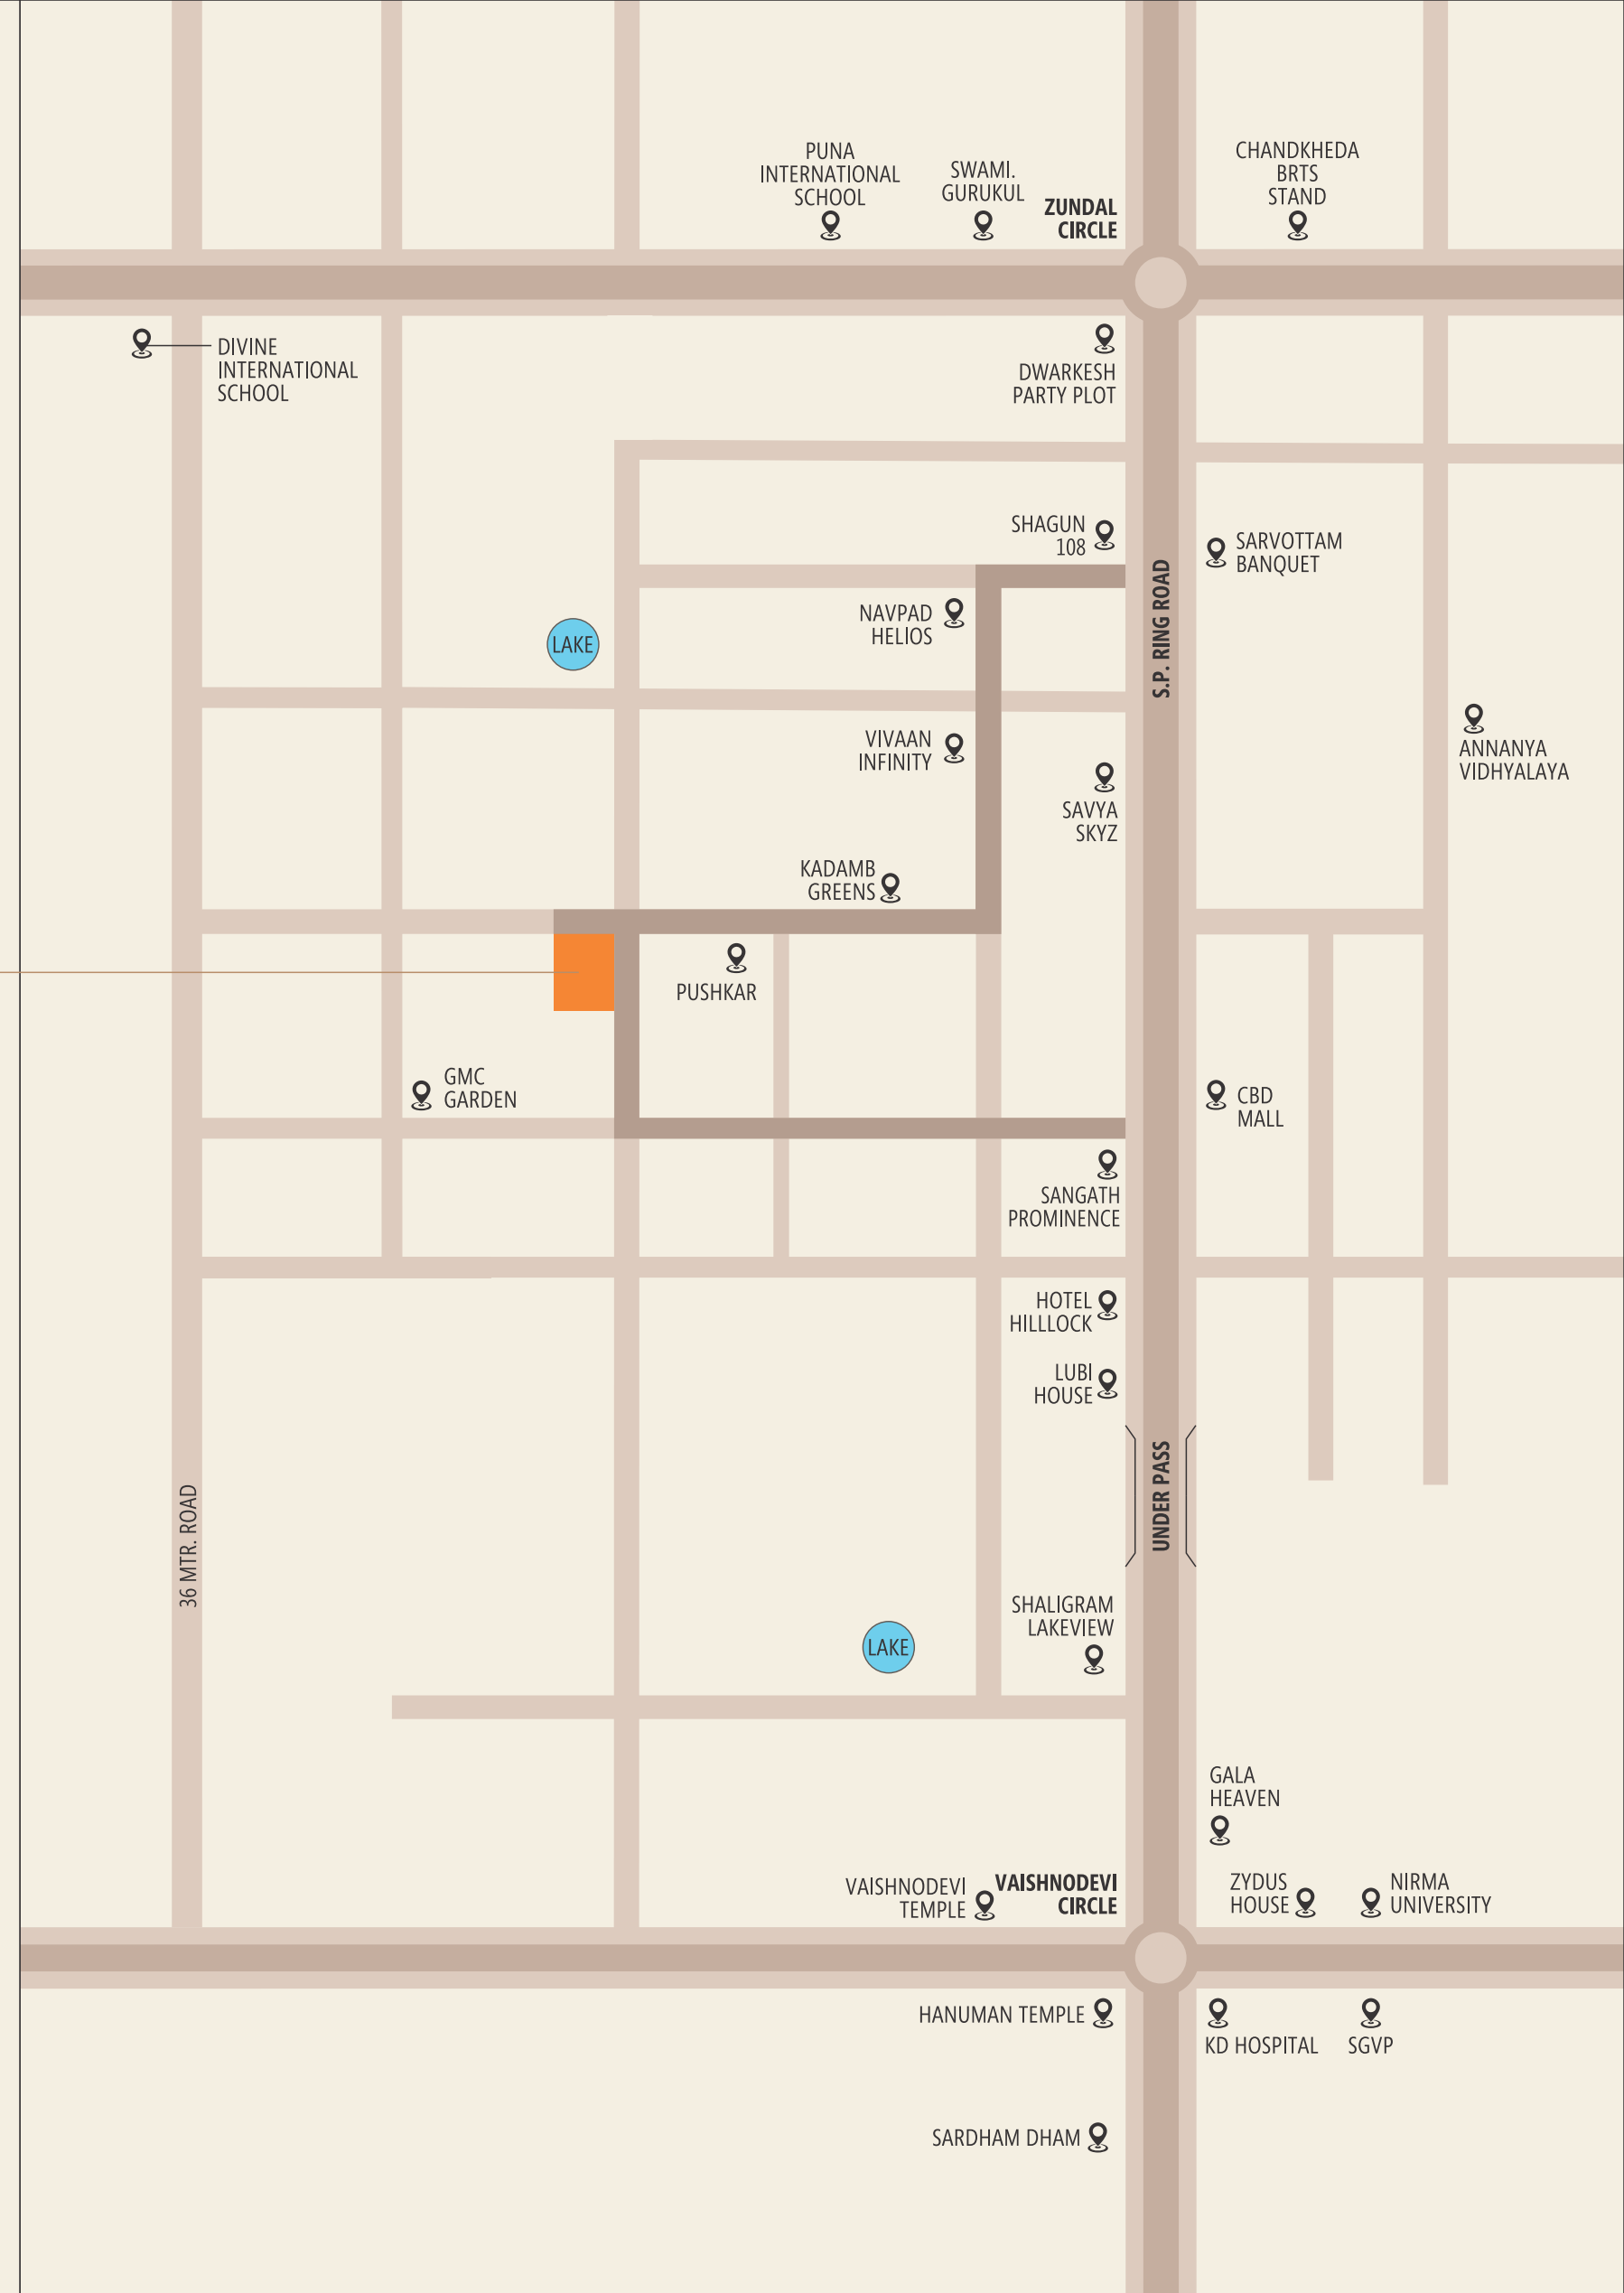 PUNA
INTERNATIONAL
SCHOOL
SWAMI.
GURUKUL
ZUNDAL
CIRCLE
CHANDKHEDA
BRTS
STAND
DIVINE
INTERNATIONAL
SCHOOL
DWARKESH
PARTY PLOT
SHAGUN
108
SARVOTTAM
BANQUET
S.P. RING ROAD
NAVPAD
HELIOS
LAKE
VIVAAN
INFINITY
ANNANYA
VIDHYALAYA
SAVYA
SKYZ
KADAMB
GREENS
PUSHKAR
GMC
GARDEN
CBD
MALL
SANGATH
PROMINENCE
HOTEL
HILLLOCK
LUBI
HOUSE
UNDER PASS
36 MTR. ROAD
SHALIGRAM
LAKEVIEW
LAKE
GALA
HEAVEN
VAISHNODEVI
TEMPLE
VAISHNODEVI
CIRCLE
ZYDUS
HOUSE
NIRMA
UNIVERSITY
HANUMAN TEMPLE
KD HOSPITAL
SGVP
SARDHAM DHAM